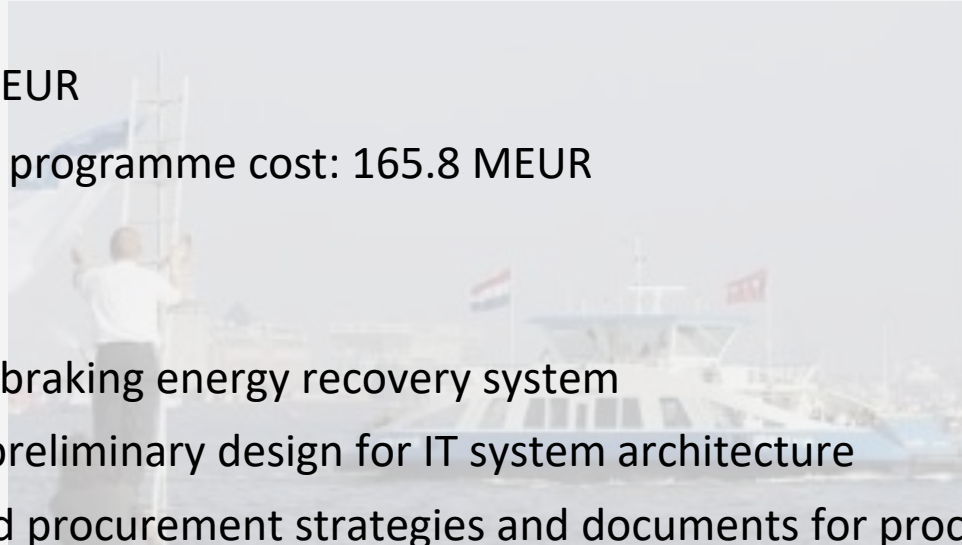 EUR
programme cost: 165.8 MEUR
braking energy recovery system
preliminary design for IT system architecture
procurement strategies and documents for